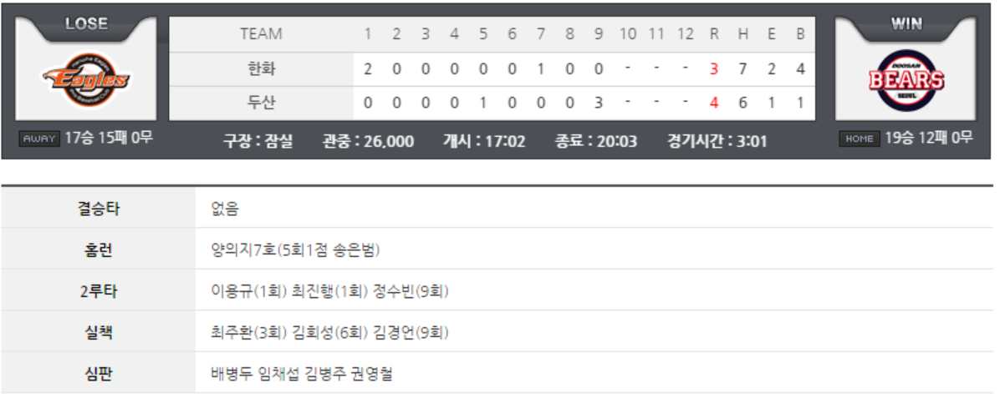 LOSE
WIN
TEAM 1 2 3 4 5 6 7 8 9 10 11 12 R H E B
한화 2 0 0 0 0 0 1 0 0 - - - 3 7 2 4
두산 0 0 0 0 1 0 0 0 3 - - - 4 6 1 1
Eagles
DOOSAN
BEARS
SEOUL
AWAY 17승 15패 0무
구장 : 잠실 관중 : 26,000 개시 : 17:02 종료 : 20:03 경기시간 : 3:01
HOME 19승 12패 0무
결승타 없음
홈런 양의지7호(5회1점 송은범)
2루타 이용규(1회) 최진행(1회) 정수빈(9회)
실책 최주환(3회) 김회성(6회) 김경언(9회)
심판 배병두 임채섭 김병주 권영철